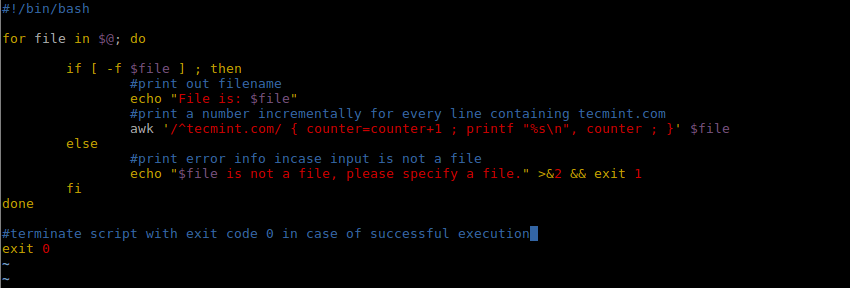 #!/bin/bash
for file in $@; do
if [ -f $file ] ; then
#print out filename
echo "File is: $file"
#print a number incrementally for every line containing tecmint.com
awk '/^tecmint.com/ { counter=counter+1 ; printf "%s\n", counter ; }' $file
else
#print error info incase input is not a file
echo "$file is not a file, please specify a file." >&2 && exit 1
fi
done
#terminate script with exit code 0 in case of successful execution
exit 0
~
~